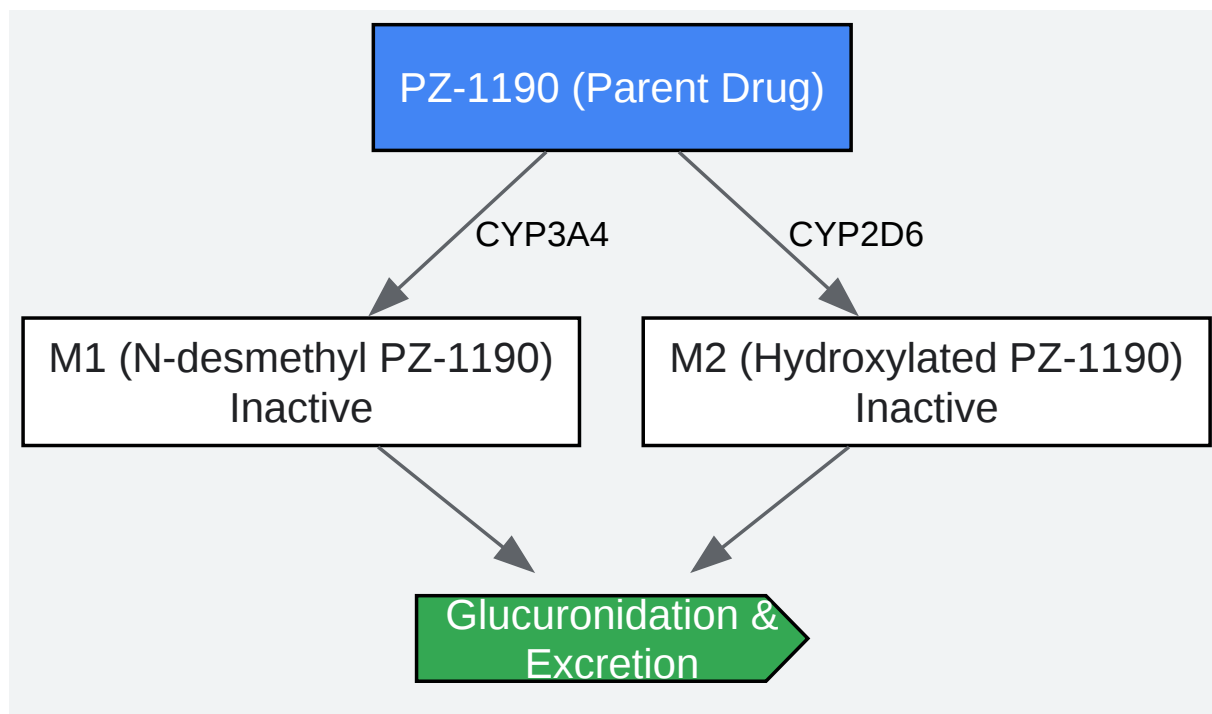 PZ-1190 (Parent Drug)
CYP3A4
CYP2D6
M1 (N-desmethyl PZ-1190)
Inactive
M2 (Hydroxylated PZ-1190)
Inactive
Glucuronidation &
Excretion